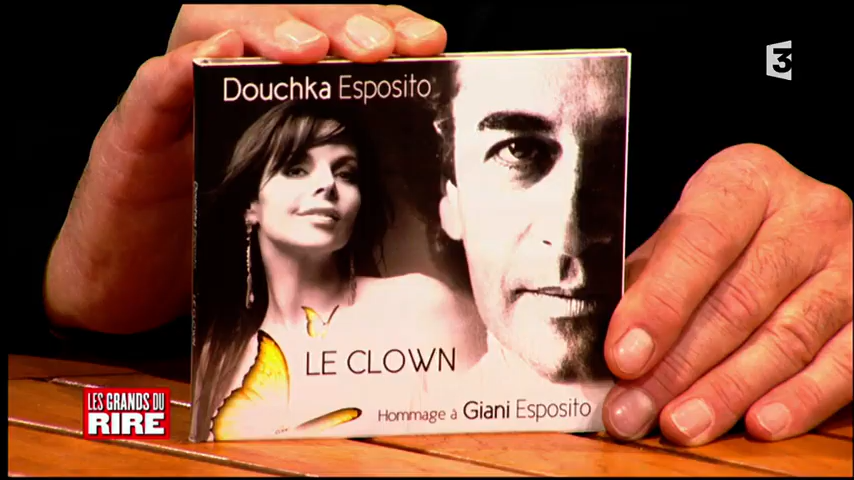 Douchka Esposito
3
LE CLOWN
Hommage à Giani Esposito
LES GRANDS DU
RIRE